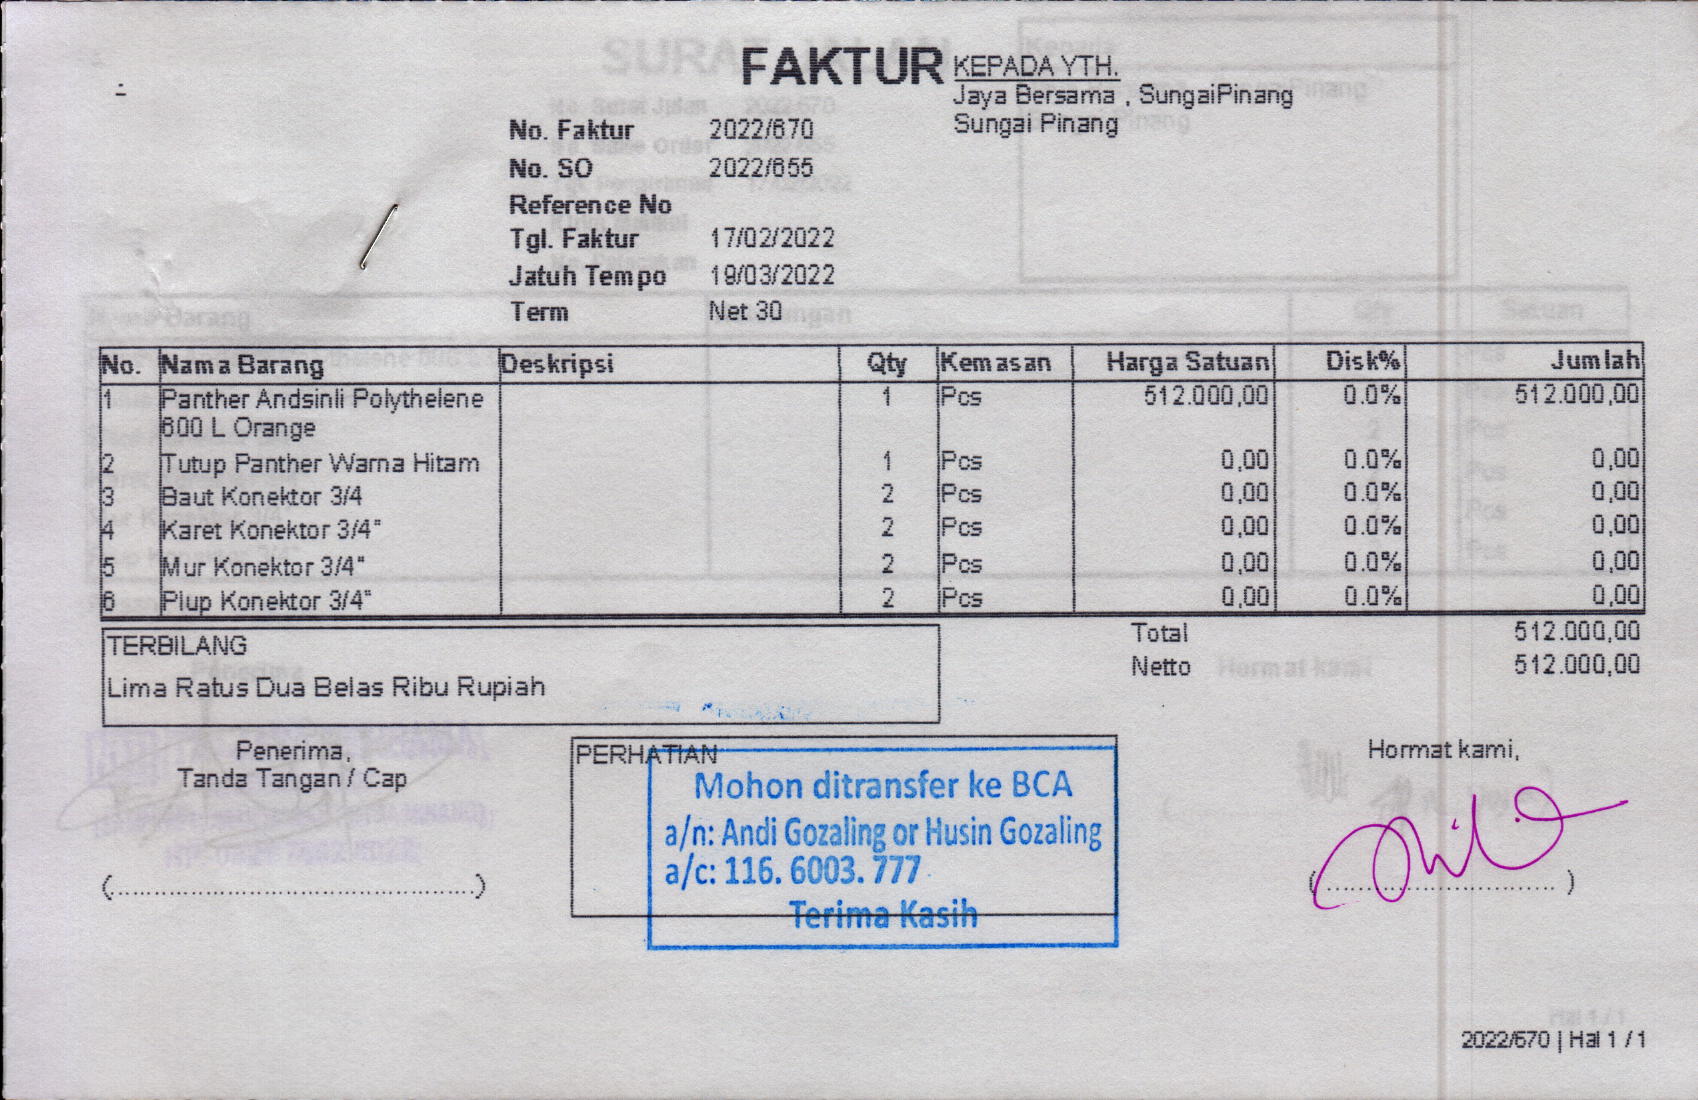 FAKTUR
KEPADA YTH.
Jaya Bersama , SungaiPinang
Sungai Pinang
No. Faktur 2022/670
No. SO 2022/655
Reference No
Tgl. Faktur 17/02/2022
Jatuh Tempo 19/03/2022
Term Net 30
No. Nama Barang Deskripsi Qty Kemasan Harga Satuan Disk% Jumlah
1 Panther Andsinli Polythelene 1 Pcs 512.000,00 0.0% 512.000,00
600 L Orange
2 Tutup Panther Warna Hitam 1 Pcs 0,00 0.0% 0,00
3 Baut Konektor 3/4 2 Pcs 0,00 0.0% 0,00
4 Karet Konektor 3/4" 2 Pcs 0,00 0.0% 0,00
5 Mur Konektor 3/4" 2 Pcs 0,00 0.0% 0,00
6 Plup Konektor 3/4" 2 Pcs 0,00 0.0% 0,00
Total 512.000,00
Netto 512.000,00
TERBILANG
Lima Ratus Dua Belas Ribu Rupiah
Penerima,
Tanda Tangan / Cap
(.....................................................)
PERHATIAN
Mohon ditransfer ke BCA
a/n: Andi Gozaling or Husin Gozaling
a/c: 116. 6003. 777
Terima Kasih
Hormat kami,
(.................................)
2022/670 | Hal 1 / 1